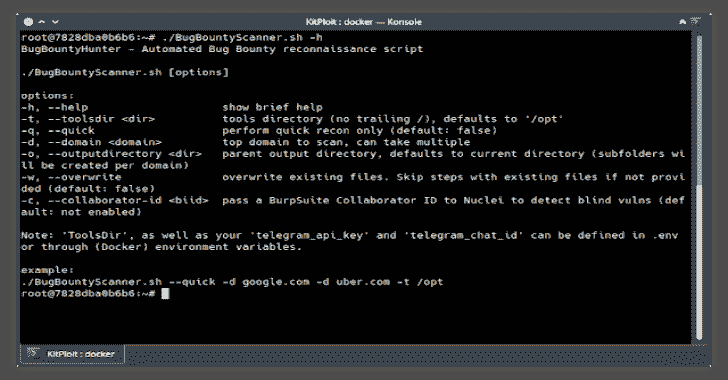 KitPloit : docker — Konsole
root@7828dba0b6b6:~# ./BugBountyScanner.sh -h
BugBountyHunter - Automated Bug Bounty reconnaissance script
./BugBountyScanner.sh [options]
options:
-h, --help                show brief help
-t, --toolsdir <dir>      tools directory (no trailing /), defaults to '/opt'
-q, --quick               perform quick recon only (default: false)
-d, --domain <domain>     top domain to scan, can take multiple
-o, --outputdirectory <dir>  parent output directory, defaults to current directory (subfolders wi
ll be created per domain)
-w, --overwrite           overwrite existing files. Skip steps with existing files if not provi
ded (default: false)
-c, --collaborator-id <biid>  pass a BurpSuite Collaborator ID to Nuclei to detect blind vulns (def
ault: not enabled)
Note: 'ToolsDir', as well as your 'telegram_api_key' and 'telegram_chat_id' can be defined in .env
or through (Docker) environment variables.
example:
./BugBountyScanner.sh --quick -d google.com -d uber.com -t /opt
root@7828dba0b6b6:~#
KitPloit : docker